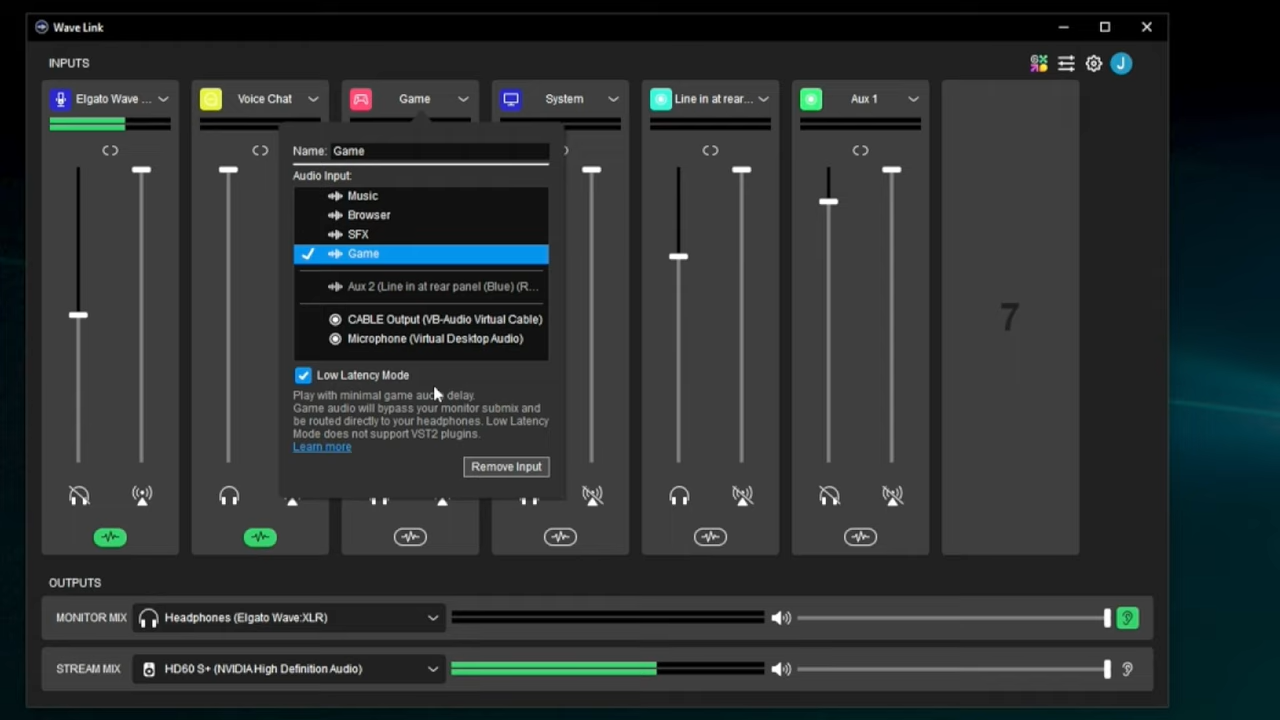 Wave Link
INPUTS
J
Elgato Wave ...
Voice Chat
Game
System
Line in at rear...
Aux 1
Name: Game
Audio Input:
Music
Browser
SFX
Game
Aux 2 (Line in at rear panel (Blue) (R...
CABLE Output (VB-Audio Virtual Cable)
Microphone (Virtual Desktop Audio)
Low Latency Mode
Play with minimal game audio delay.
Game audio will bypass your monitor submix and
be routed directly to your headphones. Low Latency
Mode does not support VST2 plugins.
Learn more
Remove Input
7
OUTPUTS
MONITOR MIX
Headphones (Elgato Wave:XLR)
STREAM MIX
HD60 S+ (NVIDIA High Definition Audio)